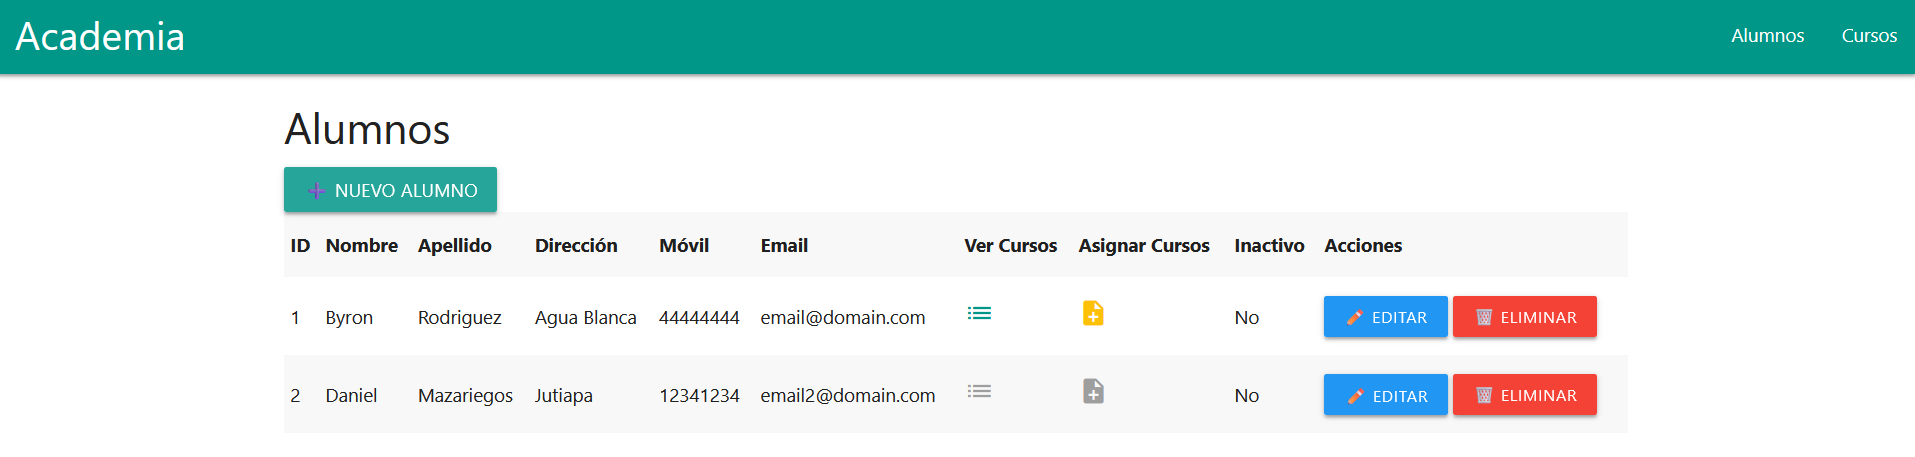 Academia Alumnos Cursos
Alumnos
➕ NUEVO ALUMNO
ID Nombre Apellido Dirección Móvil Email Ver Cursos Asignar Cursos Inactivo Acciones
1 Byron Rodriguez Agua Blanca 44444444 email@domain.com No EDITAR ELIMINAR
2 Daniel Mazariegos Jutiapa 12341234 email2@domain.com No EDITAR ELIMINAR